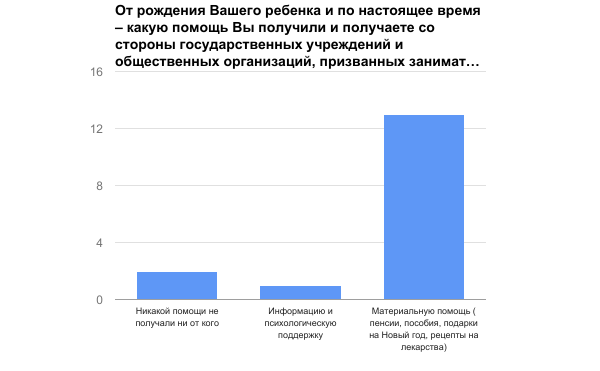 От рождения Вашего ребенка и по настоящее время
– какую помощь Вы получили и получаете со
стороны государственных учреждений и
общественных организаций, призванных занимат…
16
12
8
4
0
Никакой помощи не
получали ни от кого
Информацию и
психологическую
поддержку
Материальную помощь (
пенсии, пособия, подарки
на Новый год, рецепты на
лекарства)